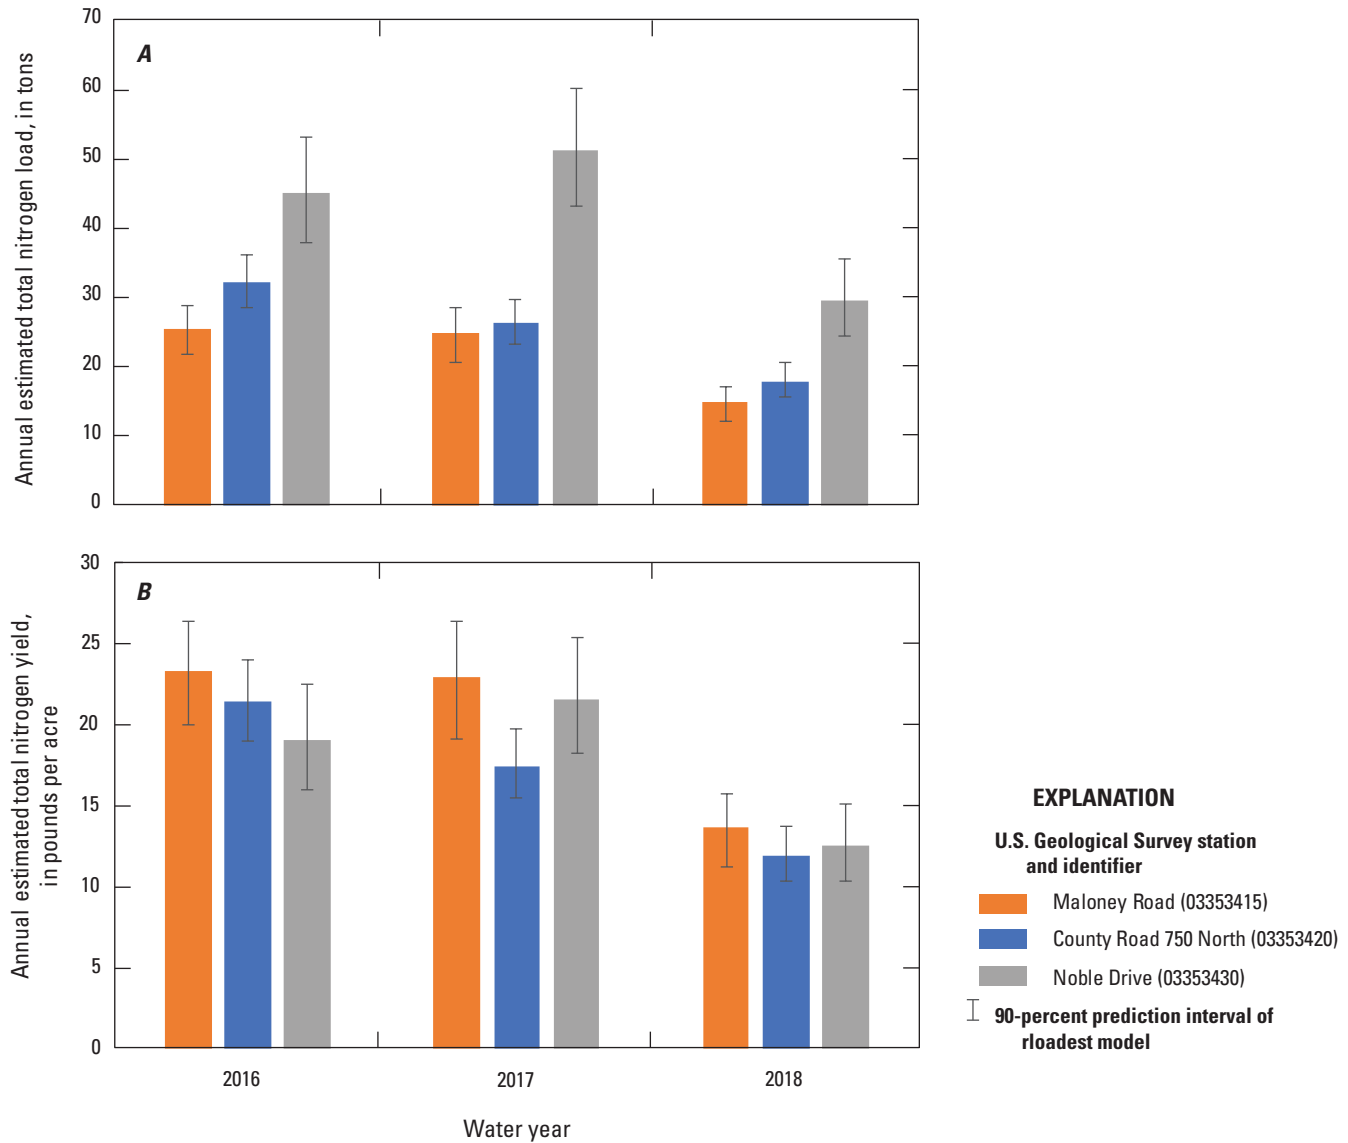 Annual estimated total nitrogen load, in tons
70
60
50
40
30
20
10
0
A
Annual estimated total nitrogen yield,
in pounds per acre
30
25
20
15
10
5
0
B
2016
2017
2018
Water year
EXPLANATION
U.S. Geological Survey station
and identifier
Maloney Road (03353415)
County Road 750 North (03353420)
Noble Drive (03353430)
90-percent prediction interval of
rloadest model